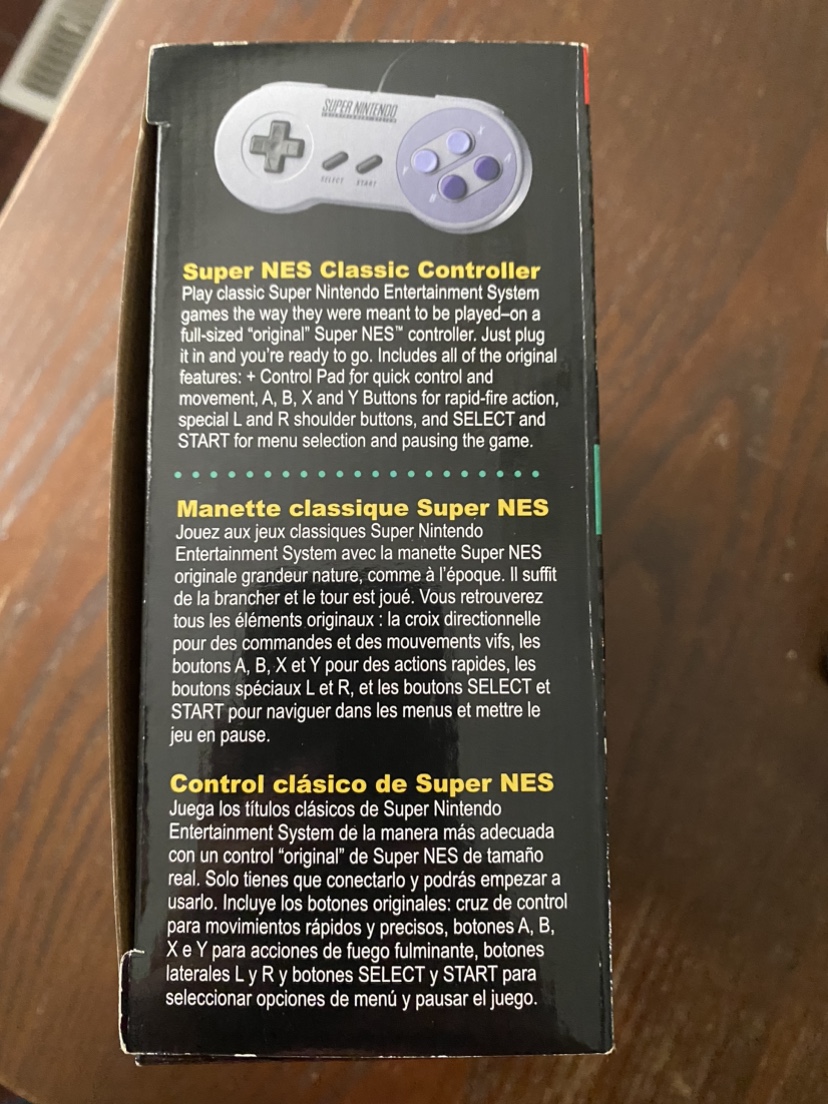 SUPER NINTENDO
ENTERTAINMENT SYSTEM
X
Y
A
B
SELECT START
Super NES Classic Controller
Play classic Super Nintendo Entertainment System
games the way they were meant to be played–on a
full-sized “original” Super NES™ controller. Just plug
it in and you’re ready to go. Includes all of the original
features: + Control Pad for quick control and
movement, A, B, X and Y Buttons for rapid-fire action,
special L and R shoulder buttons, and SELECT and
START for menu selection and pausing the game.
Manette classique Super NES
Jouez aux jeux classiques Super Nintendo
Entertainment System avec la manette Super NES
originale grandeur nature, comme à l’époque. Il suffit
de la brancher et le tour est joué. Vous retrouverez
tous les éléments originaux : la croix directionnelle
pour des commandes et des mouvements vifs, les
boutons A, B, X et Y pour des actions rapides, les
boutons spéciaux L et R, et les boutons SELECT et
START pour naviguer dans les menus et mettre le
jeu en pause.
Control clásico de Super NES
Juega los títulos clásicos de Super Nintendo
Entertainment System de la manera más adecuada
con un control “original” de Super NES de tamaño
real. Solo tienes que conectarlo y podrás empezar a
usarlo. Incluye los botones originales: cruz de control
para movimientos rápidos y precisos, botones A, B,
X e Y para acciones de fuego fulminante, botones
laterales L y R y botones SELECT y START para
seleccionar opciones de menú y pausar el juego.